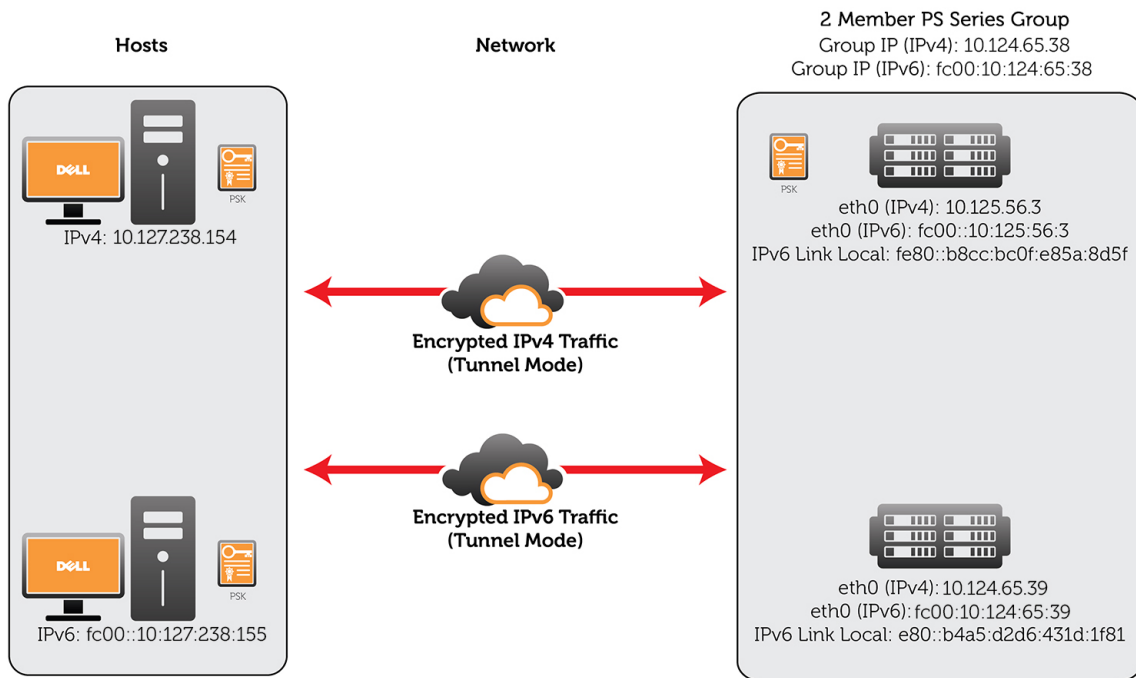 Hosts
Network
2 Member PS Series Group
Group IP (IPv4): 10.124.65.38
Group IP (IPv6): fc00:10:124:65:38
DELL
PSK
IPv4: 10.127.238.154
PSK
eth0 (IPv4): 10.125.56.3
eth0 (IPv6): fc00::10:125:56:3
IPv6 Link Local: fe80::b8cc:bc0f:e85a:8d5f
Encrypted IPv4 Traffic
(Tunnel Mode)
Encrypted IPv6 Traffic
(Tunnel Mode)
DELL
PSK
IPv6: fc00::10:127:238:155
eth0 (IPv4): 10.124.65.39
eth0 (IPv6): fc00:10:124:65:39
IPv6 Link Local: e80::b4a5:d2d6:431d:1f81